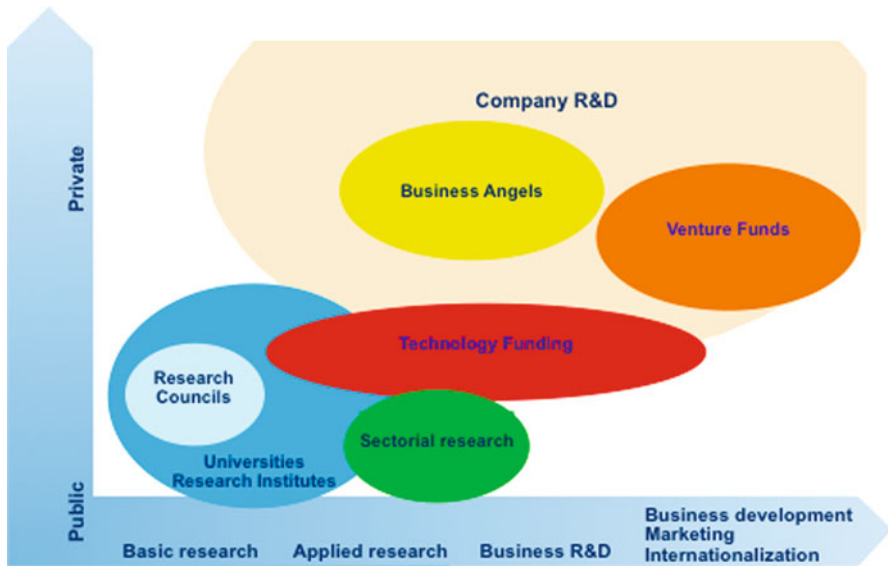 Company R&D
Private
Business Angels
Venture Funds
Technology Funding
Research
Councils
Sectorial research
Universities
Research Institutes
Public
Basic research
Applied research
Business R&D
Business development
Marketing
Internationalization